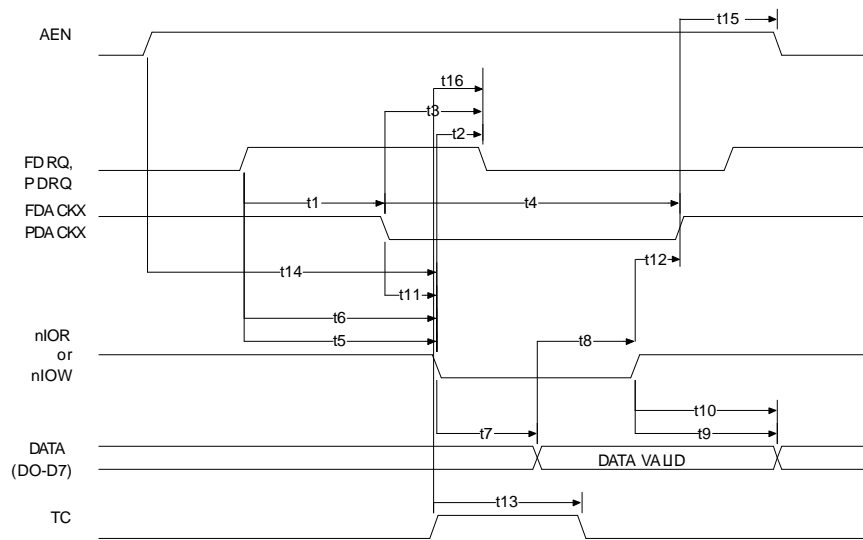 t15
AEN
t16
t3
t2
FDRQ,
PDRQ
t1
t4
FDACKX
PDACKX
t12
t14
t11
t6
nIOR
or
nIOW
t5
t8
t10
t7
t9
DATA
(DO-D7)
DATA VALID
t13
TC